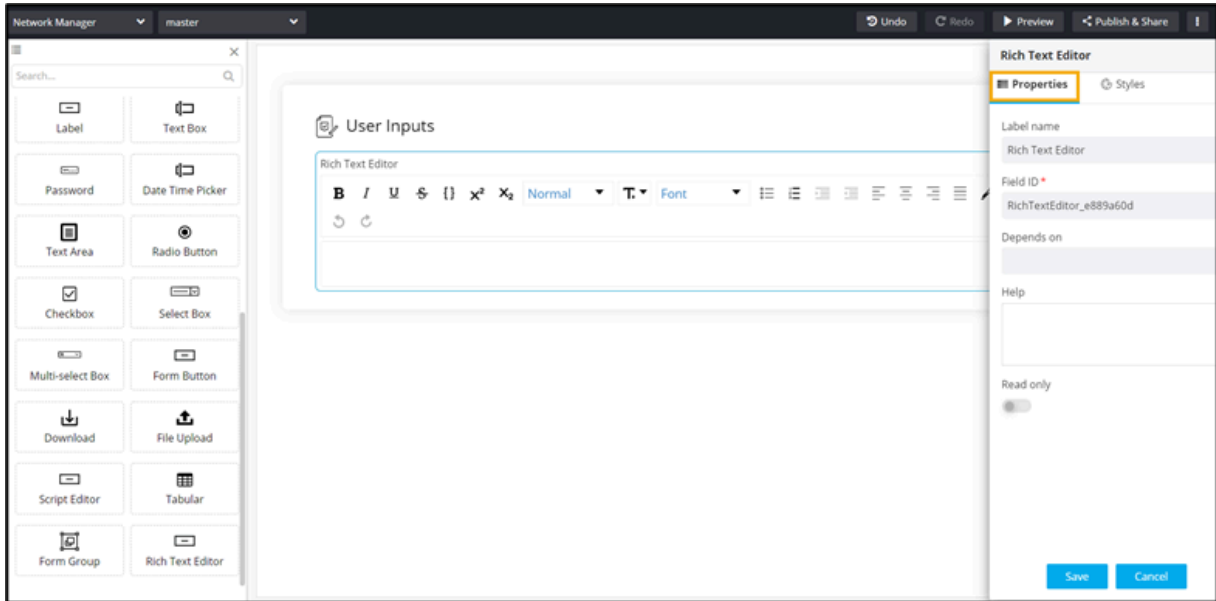 Network Manager master Undo Redo Preview Publish & Share
Search...
Label Text Box
Password Date Time Picker
Text Area Radio Button
Checkbox Select Box
Multi-select Box Form Button
Download File Upload
Script Editor Tabular
Form Group Rich Text Editor
User Inputs
Rich Text Editor
B I U S {} x² X₂ Normal T Font
Rich Text Editor
Properties Styles
Label name
Rich Text Editor
Field ID *
RichTextEditor_e889a60d
Depends on
Help
Read only
Save Cancel